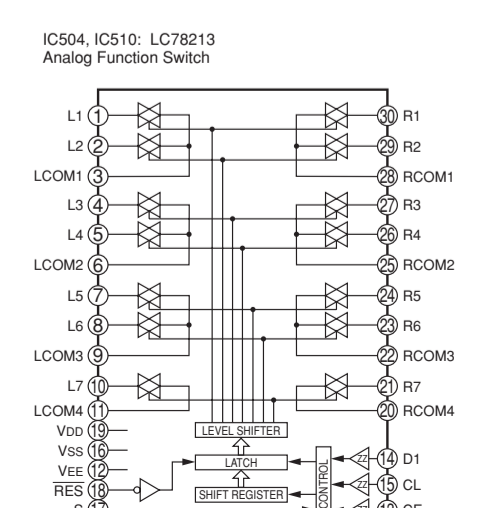 IC504, IC510: LC78213
Analog Function Switch
L1 1 30 R1
L2 2 29 R2
LCOM1 3 28 RCOM1
L3 4 27 R3
L4 5 26 R4
LCOM2 6 25 RCOM2
L5 7 24 R5
L6 8 23 R6
LCOM3 9 22 RCOM3
L7 10 21 R7
LCOM4 11 20 RCOM4
VDD 19 LEVEL SHIFTER
VSS 16 LATCH ZZ 14 D1
VEE 12 CONTROL
RES 18 SHIFT REGISTER ZZ 15 CL